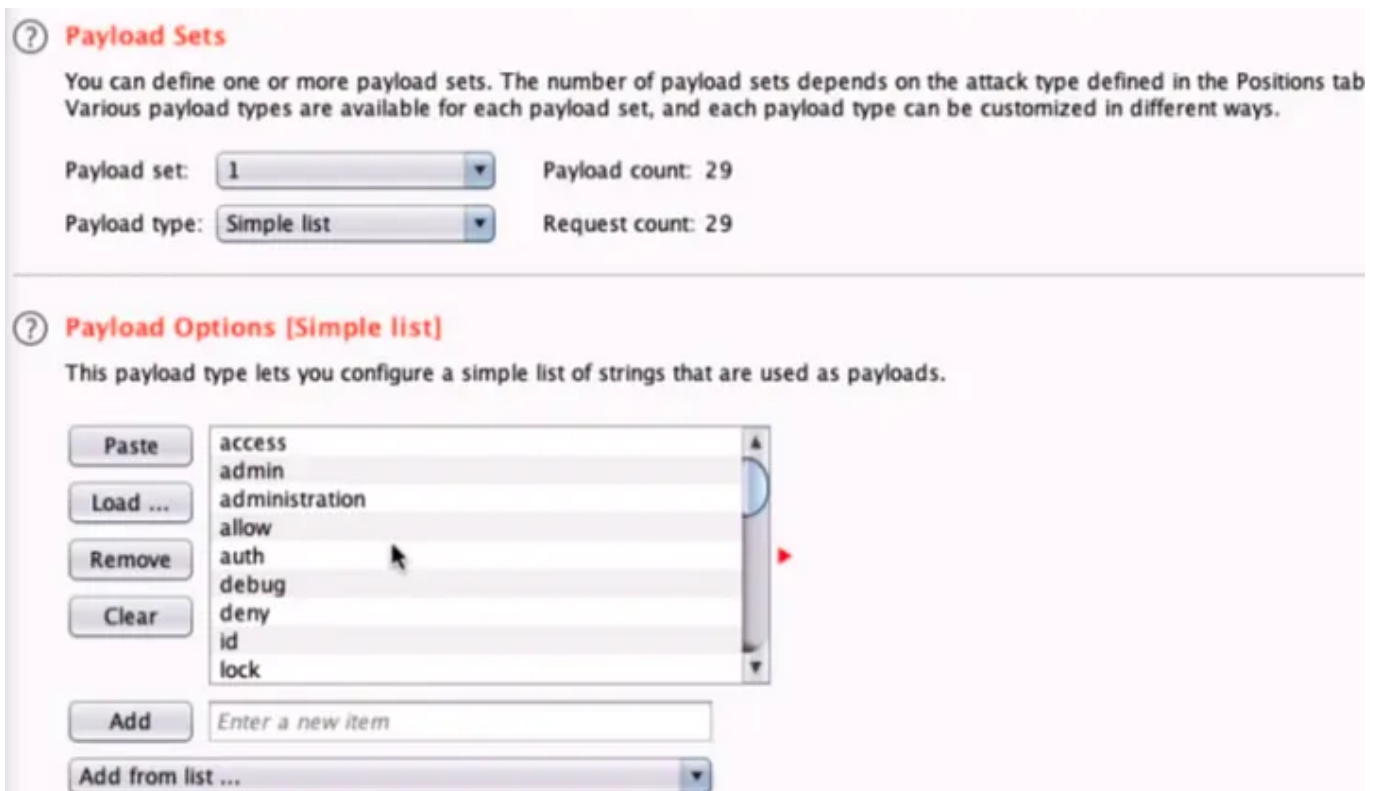 Payload Sets
You can define one or more payload sets. The number of payload sets depends on the attack type defined in the Positions tab
Various payload types are available for each payload set, and each payload type can be customized in different ways.
Payload set: 1 Payload count: 29
Payload type: Simple list Request count: 29
Payload Options [Simple list]
This payload type lets you configure a simple list of strings that are used as payloads.
Paste
Load ...
Remove
Clear
access
admin
administration
allow
auth
debug
deny
id
lock
Add
Enter a new item
Add from list ...